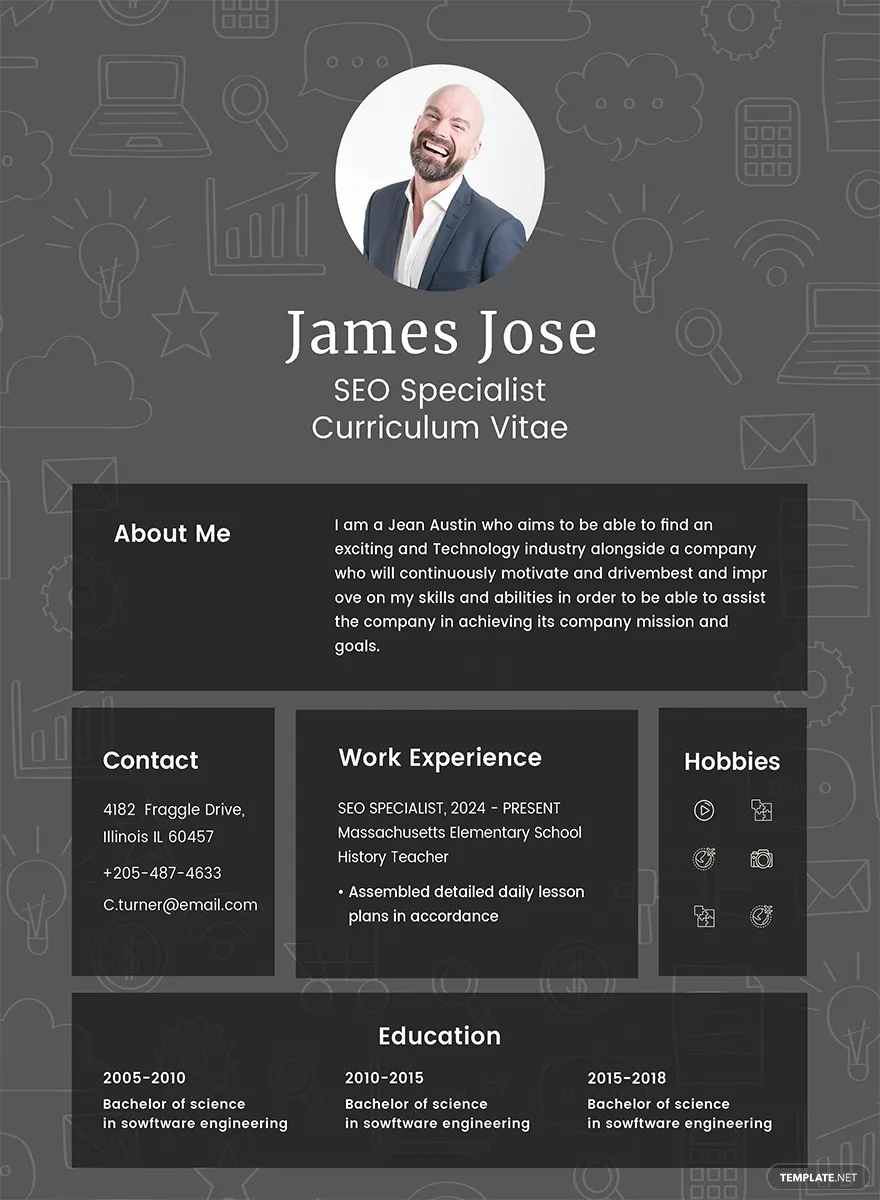 James Jose
SEO Specialist
Curriculum Vitae
About Me
I am a Jean Austin who aims to be able to find an
exciting and Technology industry alongside a company
who will continuously motivate and drivembest and impr
ove on my skills and abilities in order to be able to assist
the company in achieving its company mission and
goals.
Contact
4182 Fraggle Drive,
Illinois IL 60457
+205-487-4633
C.turner@email.com
Work Experience
SEO SPECIALIST, 2024 - PRESENT
Massachusetts Elementary School
History Teacher
• Assembled detailed daily lesson
plans in accordance
Hobbies
Education
2005-2010
Bachelor of science
in sowftware engineering
2010-2015
Bachelor of science
in sowftware engineering
2015-2018
Bachelor of science
in sowftware engineering
TEMPLATE.NET